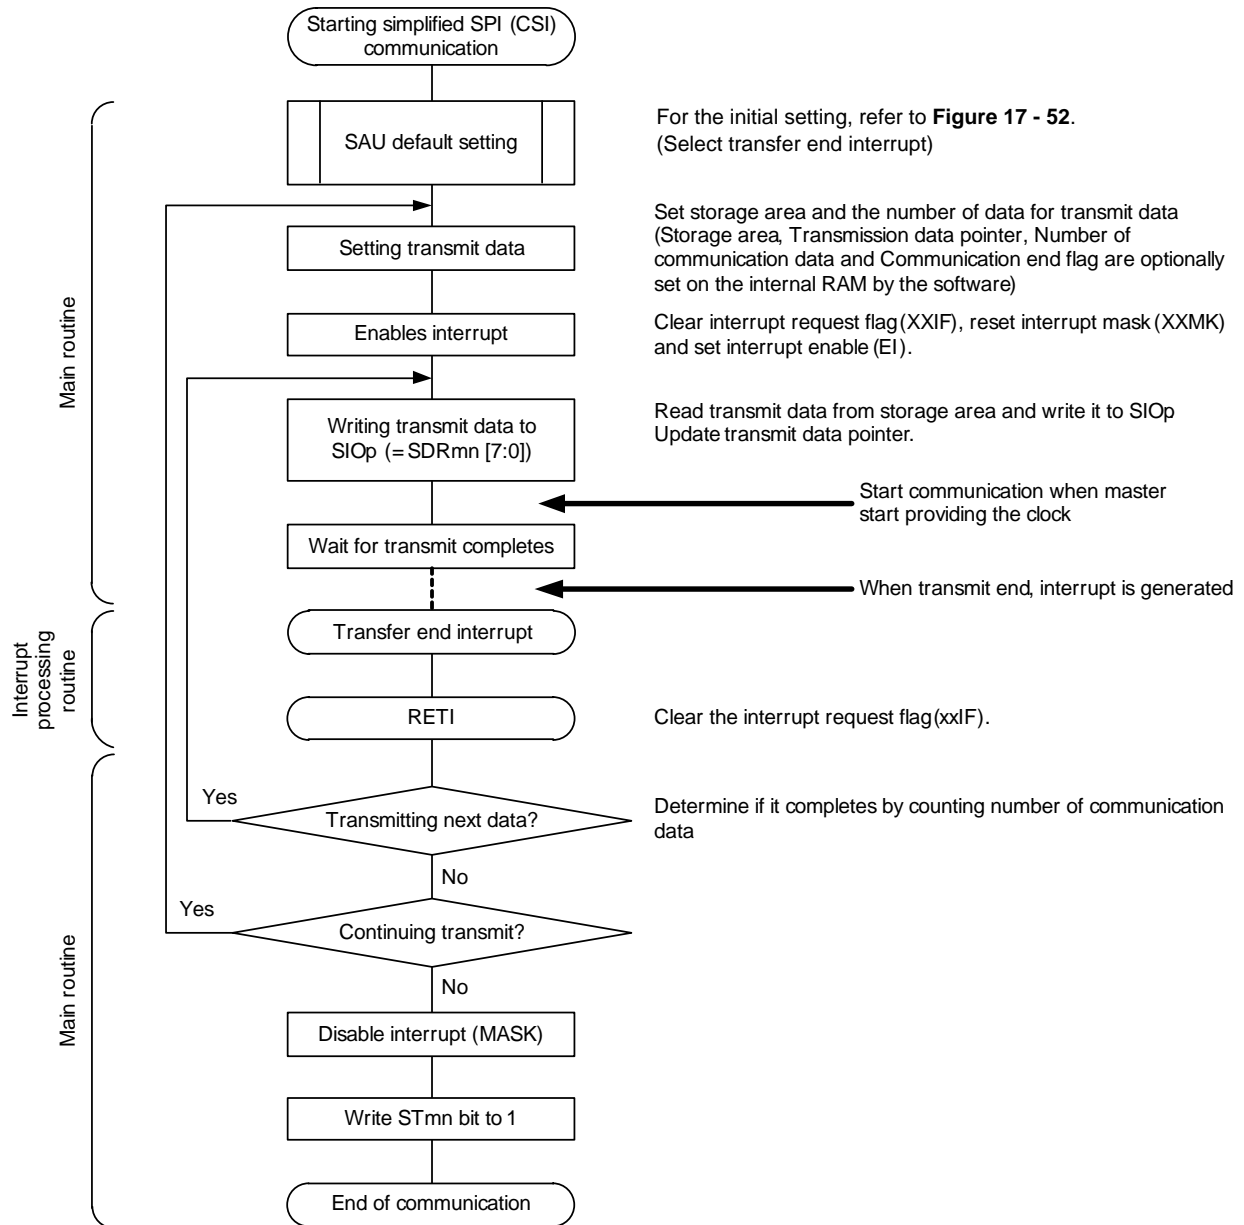 Starting simplified SPI (CSI)
communication
SAU default setting
For the initial setting, refer to Figure 17 - 52.
(Select transfer end interrupt)
Setting transmit data
Set storage area and the number of data for transmit data
(Storage area, Transmission data pointer, Number of
communication data and Communication end flag are optionally
set on the internal RAM by the software)
Main routine
Enables interrupt
Clear interrupt request flag (XXIF), reset interrupt mask (XXMK)
and set interrupt enable (EI).
Writing transmit data to
SIOp (= SDRmn [7:0])
Read transmit data from storage area and write it to SIOp
Update transmit data pointer.
Start communication when master
start providing the clock
Wait for transmit completes
When transmit end, interrupt is generated
Transfer end interrupt
Interrupt
processing
routine
RETI
Clear the interrupt request flag (xxIF).
Yes
Transmitting next data?
Determine if it completes by counting number of communication
data
No
Yes
Continuing transmit?
No
Main routine
Disable interrupt (MASK)
Write STmn bit to 1
End of communication